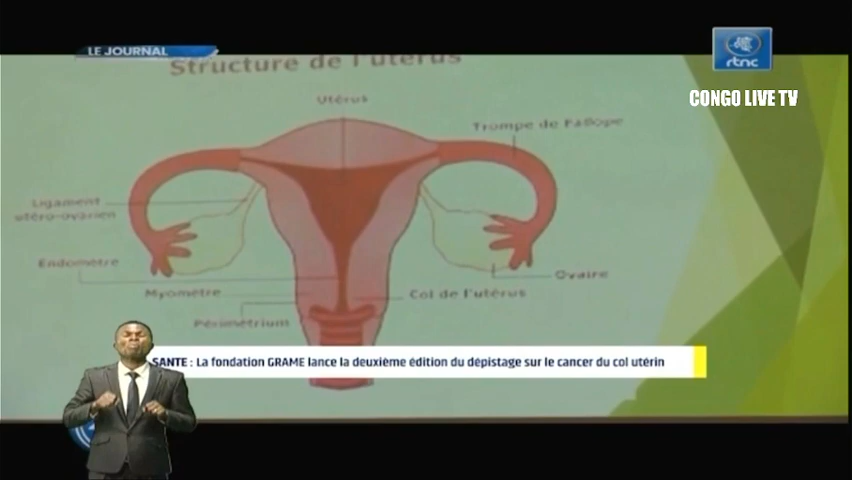 LE JOURNAL
rtnc
CONGO LIVE TV
Structure de l'utérus
Utérus
Trompe de Fallope
Ligament
utéro-ovarien
Endomètre
Ovaire
Myomètre
Col de l'utérus
Périmétrium
SANTE : La fondation GRAME lance la deuxième édition du dépistage sur le cancer du col utérin